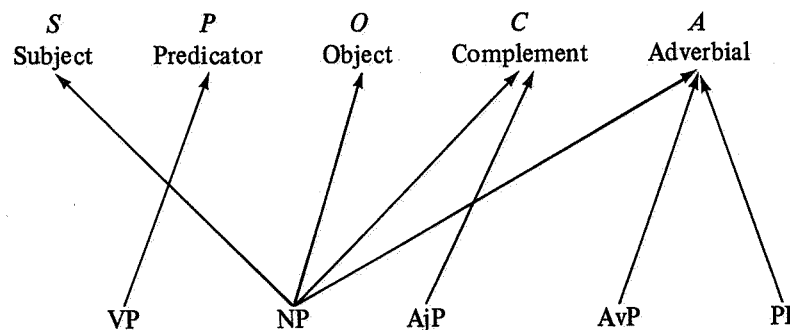 S P O C A
Subject Predicator Object Complement Adverbial
VP NP AjP AvP